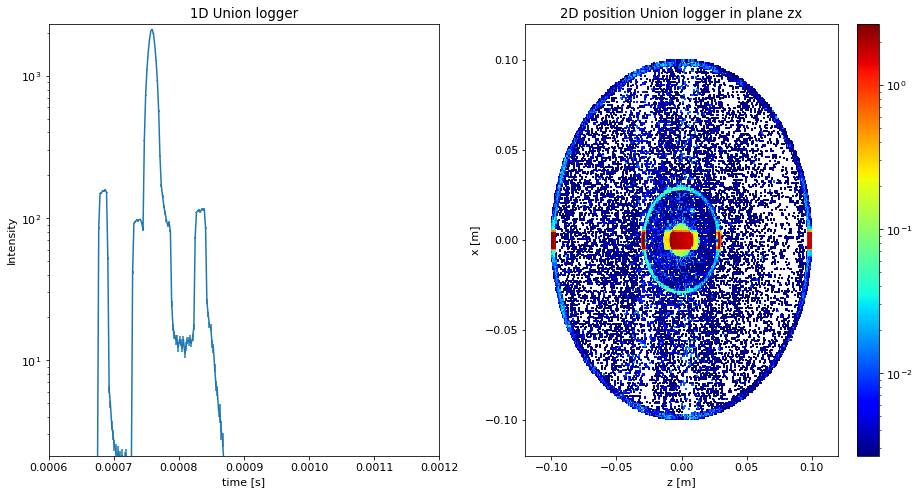 1D Union logger
10³
10²
10¹
Intensity
0.0006 0.0007 0.0008 0.0009 0.0010 0.0011 0.0012
time [s]
2D position Union logger in plane zx
0.10
0.05
0.00
−0.05
−0.10
x [m]
−0.10 −0.05 0.00 0.05 0.10
z [m]
10⁰
10⁻¹
10⁻²